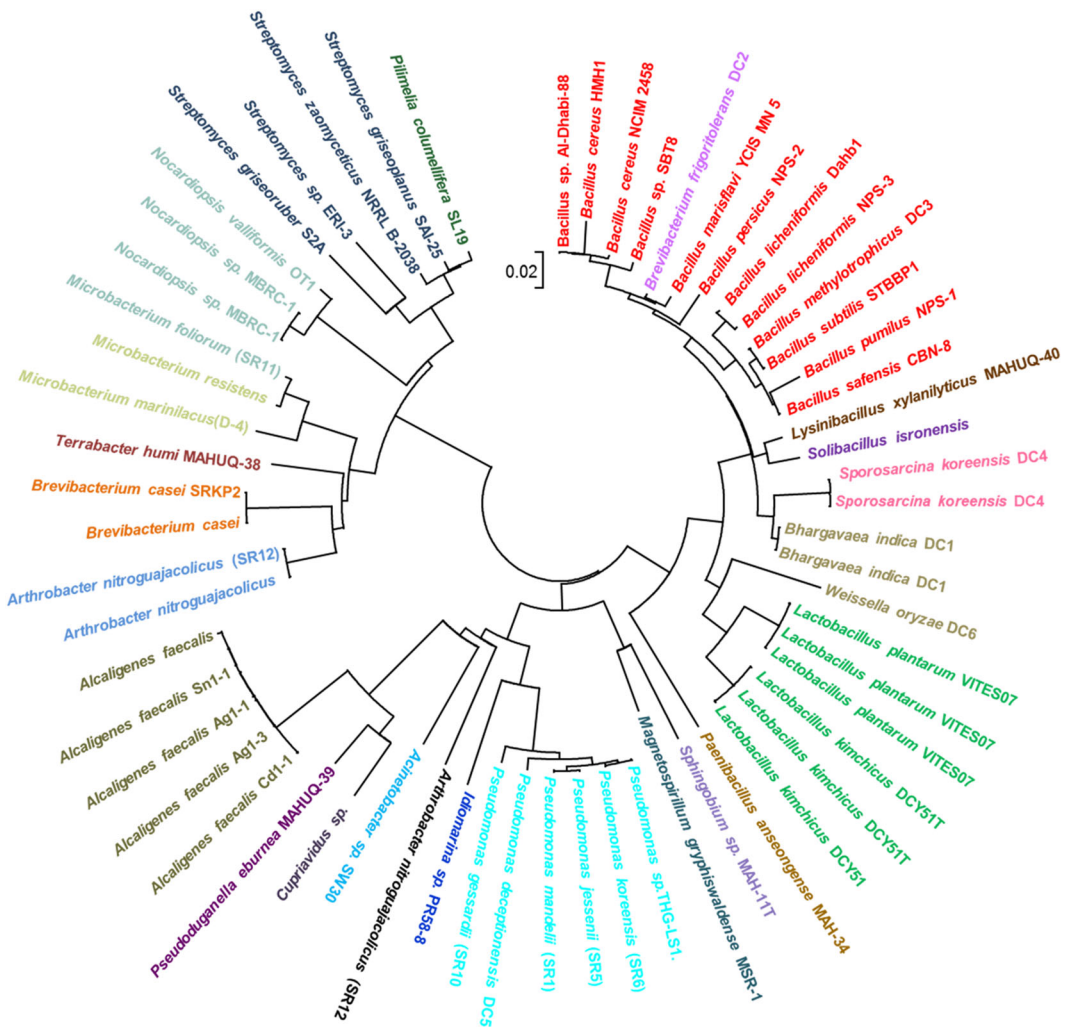 Bacillus sp. Al-Dhabi-88
Bacillus cereus HMH1
Bacillus cereus NCIM 2458
Bacillus sp. SBT8
Brevibacterium frigoritolerans DC2
Bacillus marisflavi YCIS MN 5
Bacillus persicus NPS-2
Bacillus licheniformis Dahb1
Bacillus licheniformis NPS-3
Bacillus methylotrophicus DC3
Bacillus subtilis STBBP1
Bacillus pumilus NPS-1
Bacillus safensis CBN-8
Lysinibacillus xylanilyticus MAHUQ-40
Solibacillus isronensis
Sporosarcina koreensis DC4
Sporosarcina koreensis DC4
Bhargavaea indica DC1
Bhargavaea indica DC1
Weissella oryzae DC6
Lactobacillus plantarum VITES07
Lactobacillus plantarum VITES07
Lactobacillus plantarum VITES07
Lactobacillus kimchicus DCY51T
Lactobacillus kimchicus DCY51T
Lactobacillus kimchicus DCY51
Paenibacillus anseongense MAH-34
Sphingobium sp. MAH-11T
Magnetospirillum gryphiswaldense MSR-1
Pseudomonas sp.THG-LS1.
Pseudomonas koreensis (SR6)
Pseudomonas jessenii (SR5)
Pseudomonas mandelii (SR1)
Pseudomonas deceptionensis DC5
Pseudomonas gessardii (SR10
Idiomarina sp. PR58-8
Arthrobacter nitroguajacolicus (SR12
Acinetobacter sp. SW30
Cupriavidus sp.
Pseudoduganella eburnea MAHUQ-39
Alcaligenes faecalis Cd1-1
Alcaligenes faecalis Ag1-3
Alcaligenes faecalis Ag1-1
Alcaligenes faecalis Sn1-1
Alcaligenes faecalis
Arthrobacter nitroguajacolicus
Arthrobacter nitroguajacolicus (SR12)
Brevibacterium casei
Brevibacterium casei SRKP2
Terrabacter humi MAHUQ-38
Microbacterium marinilacus(D-4)
Microbacterium resistens
Microbacterium foliorum (SR11)
Nocardiopsis sp. MBRC-1
Nocardiopsis sp. MBRC-1
Nocardiopsis valliformis OT1
Streptomyces griseoruber S2A
Streptomyces sp. ERI-3
Streptomyces zaomyceticus NRRL B-2038
Streptomyces griseoplanus SAI-25
Pilimelia columellifera SL19
0.02